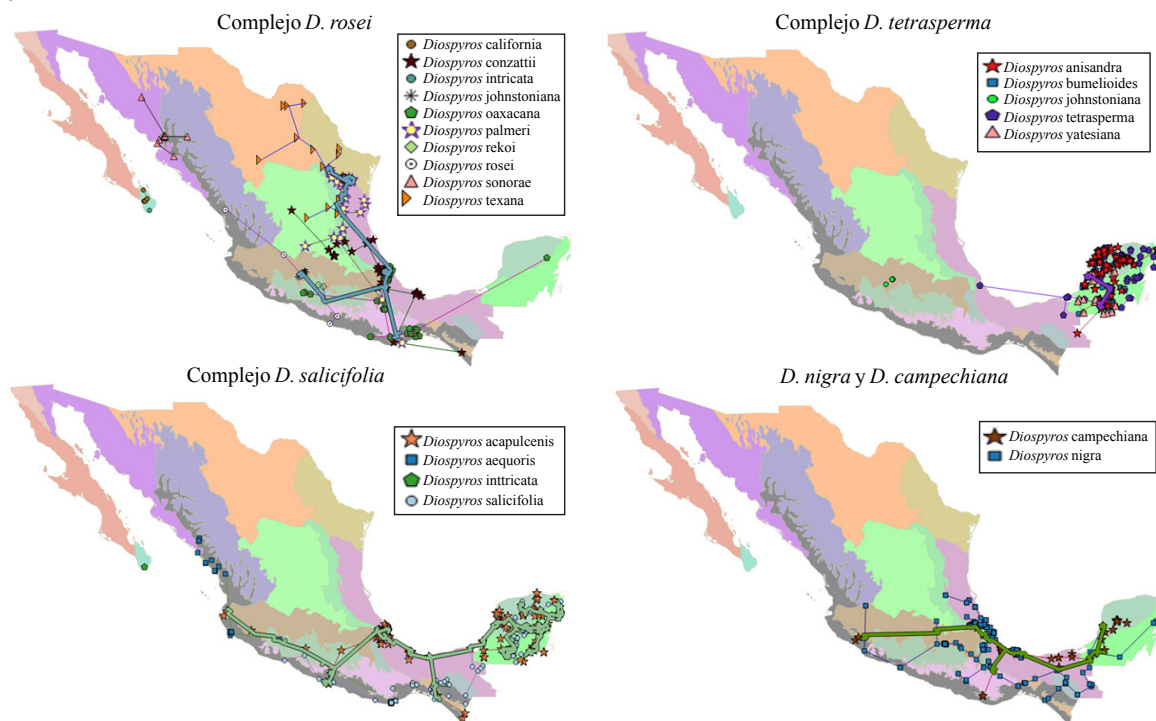 Complejo D. rosei
Diospyros california
Diospyros conzattii
Diospyros intricata
Diospyros johnstoniana
Diospyros oaxacana
Diospyros palmeri
Diospyros rekoi
Diospyros rosei
Diospyros sonorae
Diospyros texana
Complejo D. tetrasperma
Diospyros anisandra
Diospyros bumelioides
Diospyros johnstoniana
Diospyros tetrasperma
Diospyros yatesiana
Complejo D. salicifolia
Diospyros acapulcenis
Diospyros aequoris
Diospyros inttricata
Diospyros salicifolia
D. nigra y D. campechiana
Diospyros campechiana
Diospyros nigra